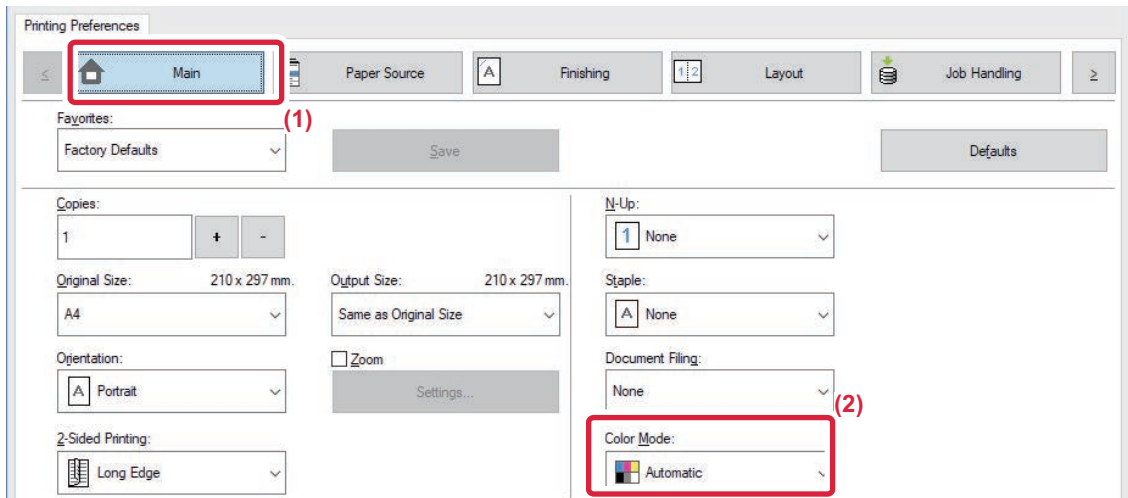 Printing Preferences
< Main Paper Source A Finishing 1 2 Layout Job Handling >
(1)
Favorites:
Factory Defaults Save Defaults
Copies: N-Up:
1 + - 1 None
Original Size: 210 x 297 mm. Output Size: 210 x 297 mm. Staple:
A4 Same as Original Size A None
Orientation: Zoom Document Filing:
A Portrait Settings... None
(2)
2-Sided Printing: Color Mode:
Long Edge Automatic